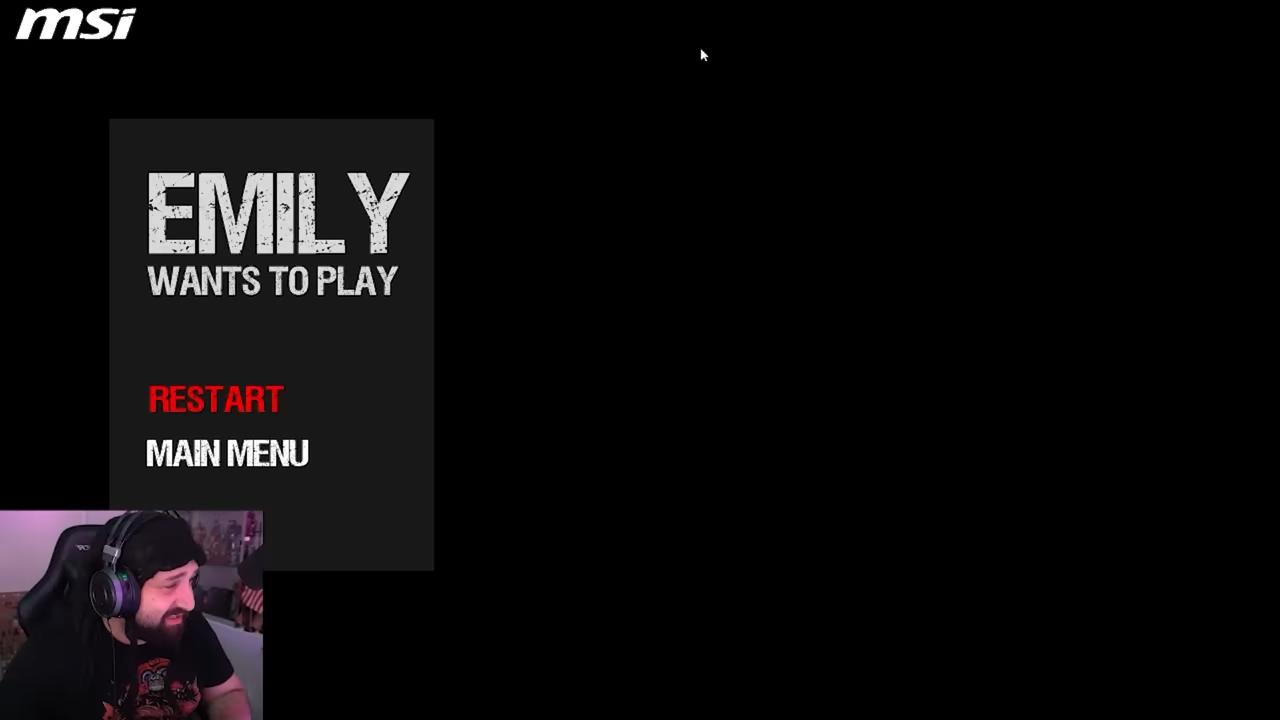 msi
EMILY
WANTS TO PLAY
RESTART
MAIN MENU